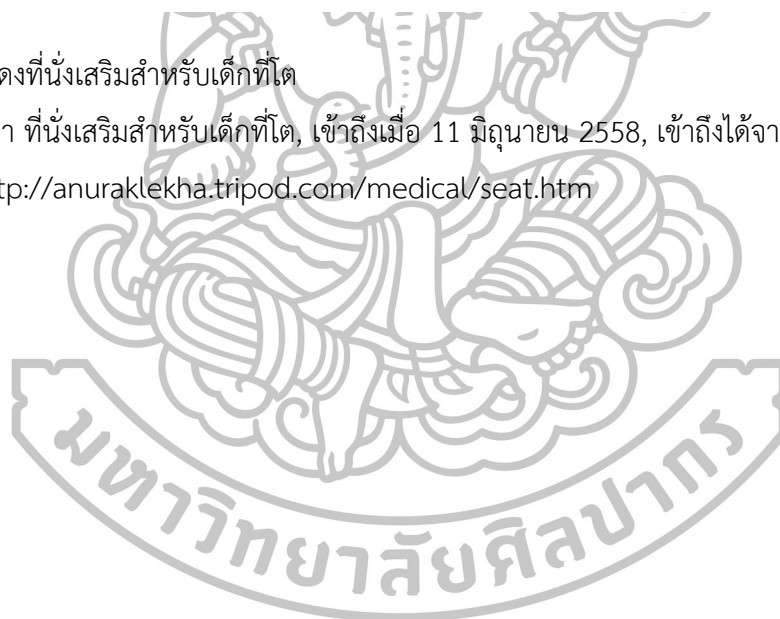 ดงที่นั่งเสริมสำหรับเด็กที่โต
า ที่นั่งเสริมสำหรับเด็กที่โต, เข้าถึงเมื่อ 11 มิถุนายน 2558, เข้าถึงได้จา
tp://anuraklekha.tripod.com/medical/seat.htm
มหาวิทยาลัยศิลปากร